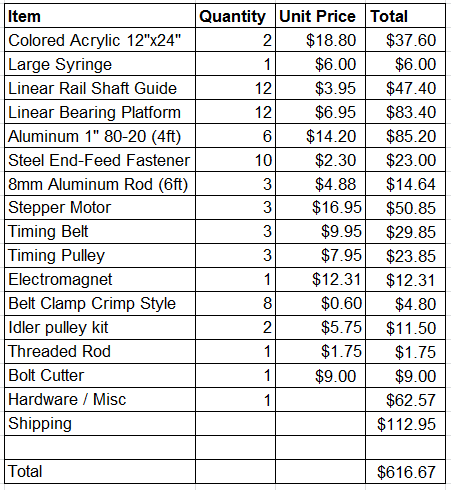 Item Quantity Unit Price Total
Colored Acrylic 12"x24" 2 $18.80 $37.60
Large Syringe 1 $6.00 $6.00
Linear Rail Shaft Guide 12 $3.95 $47.40
Linear Bearing Platform 12 $6.95 $83.40
Aluminum 1" 80-20 (4ft) 6 $14.20 $85.20
Steel End-Feed Fastener 10 $2.30 $23.00
8mm Aluminum Rod (6ft) 3 $4.88 $14.64
Stepper Motor 3 $16.95 $50.85
Timing Belt 3 $9.95 $29.85
Timing Pulley 3 $7.95 $23.85
Electromagnet 1 $12.31 $12.31
Belt Clamp Crimp Style 8 $0.60 $4.80
Idler pulley kit 2 $5.75 $11.50
Threaded Rod 1 $1.75 $1.75
Bolt Cutter 1 $9.00 $9.00
Hardware / Misc 1 $62.57
Shipping $112.95
Total $616.67